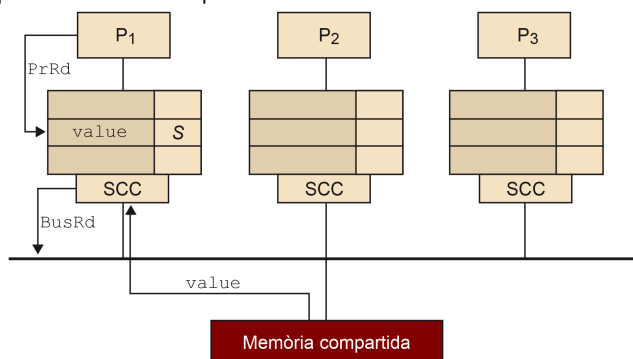 P1
P2
P3
PrRd
value
S
SCC
SCC
SCC
BusRd
value
Memòria compartida